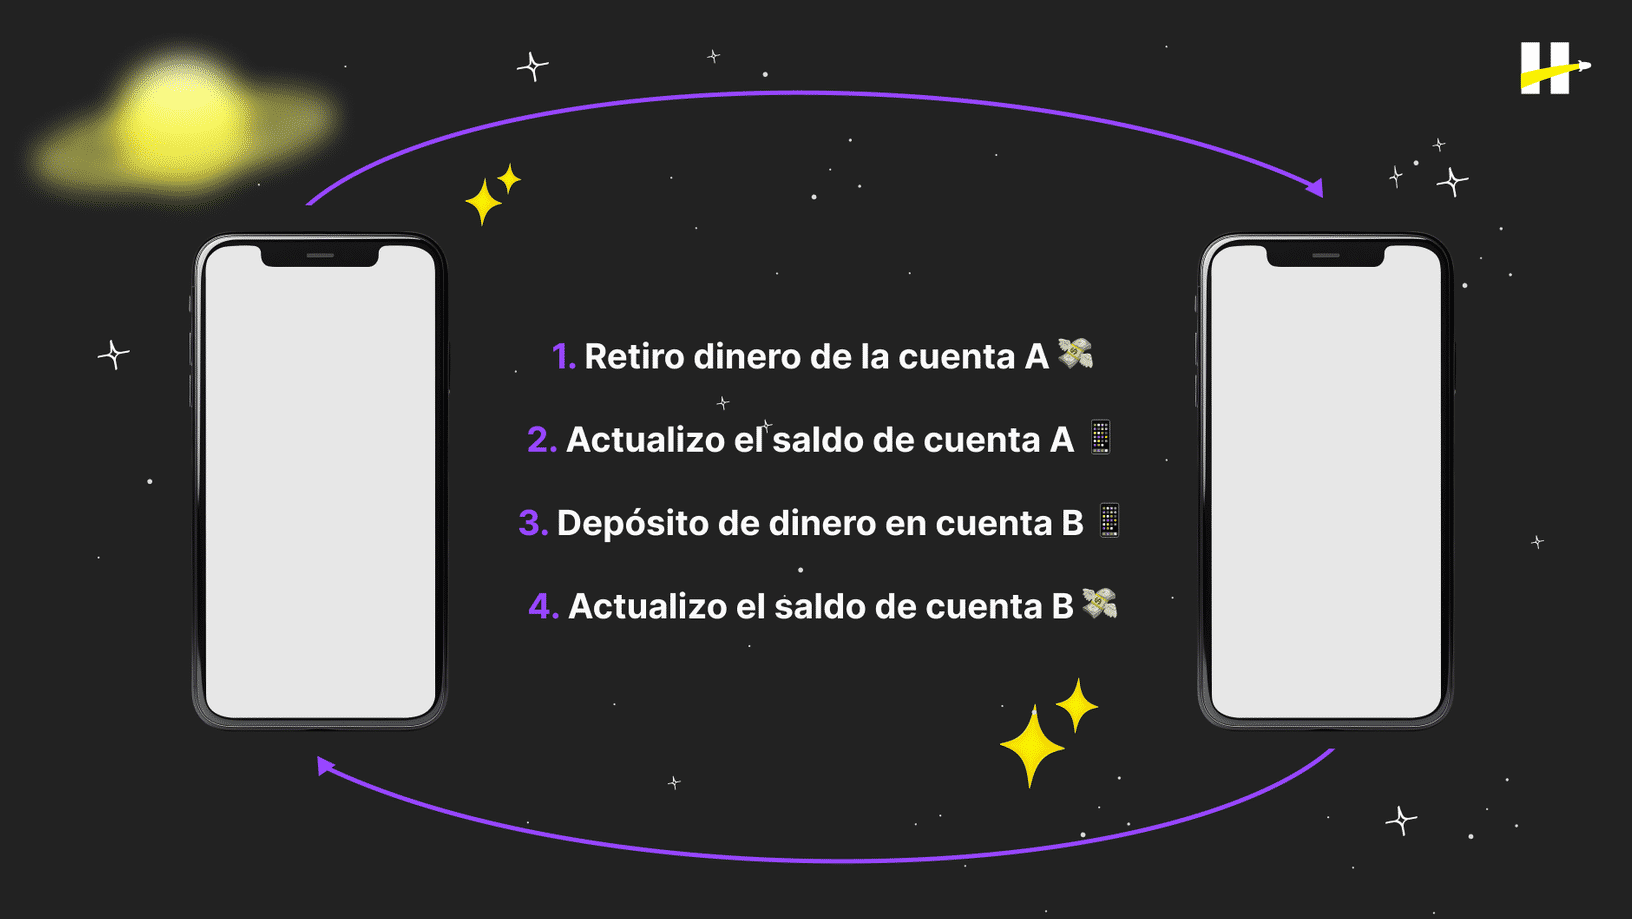 H
1. Retiro dinero de la cuenta A 💸
2. Actualizo el saldo de cuenta A 📱
3. Depósito de dinero en cuenta B 📱
4. Actualizo el saldo de cuenta B 💸